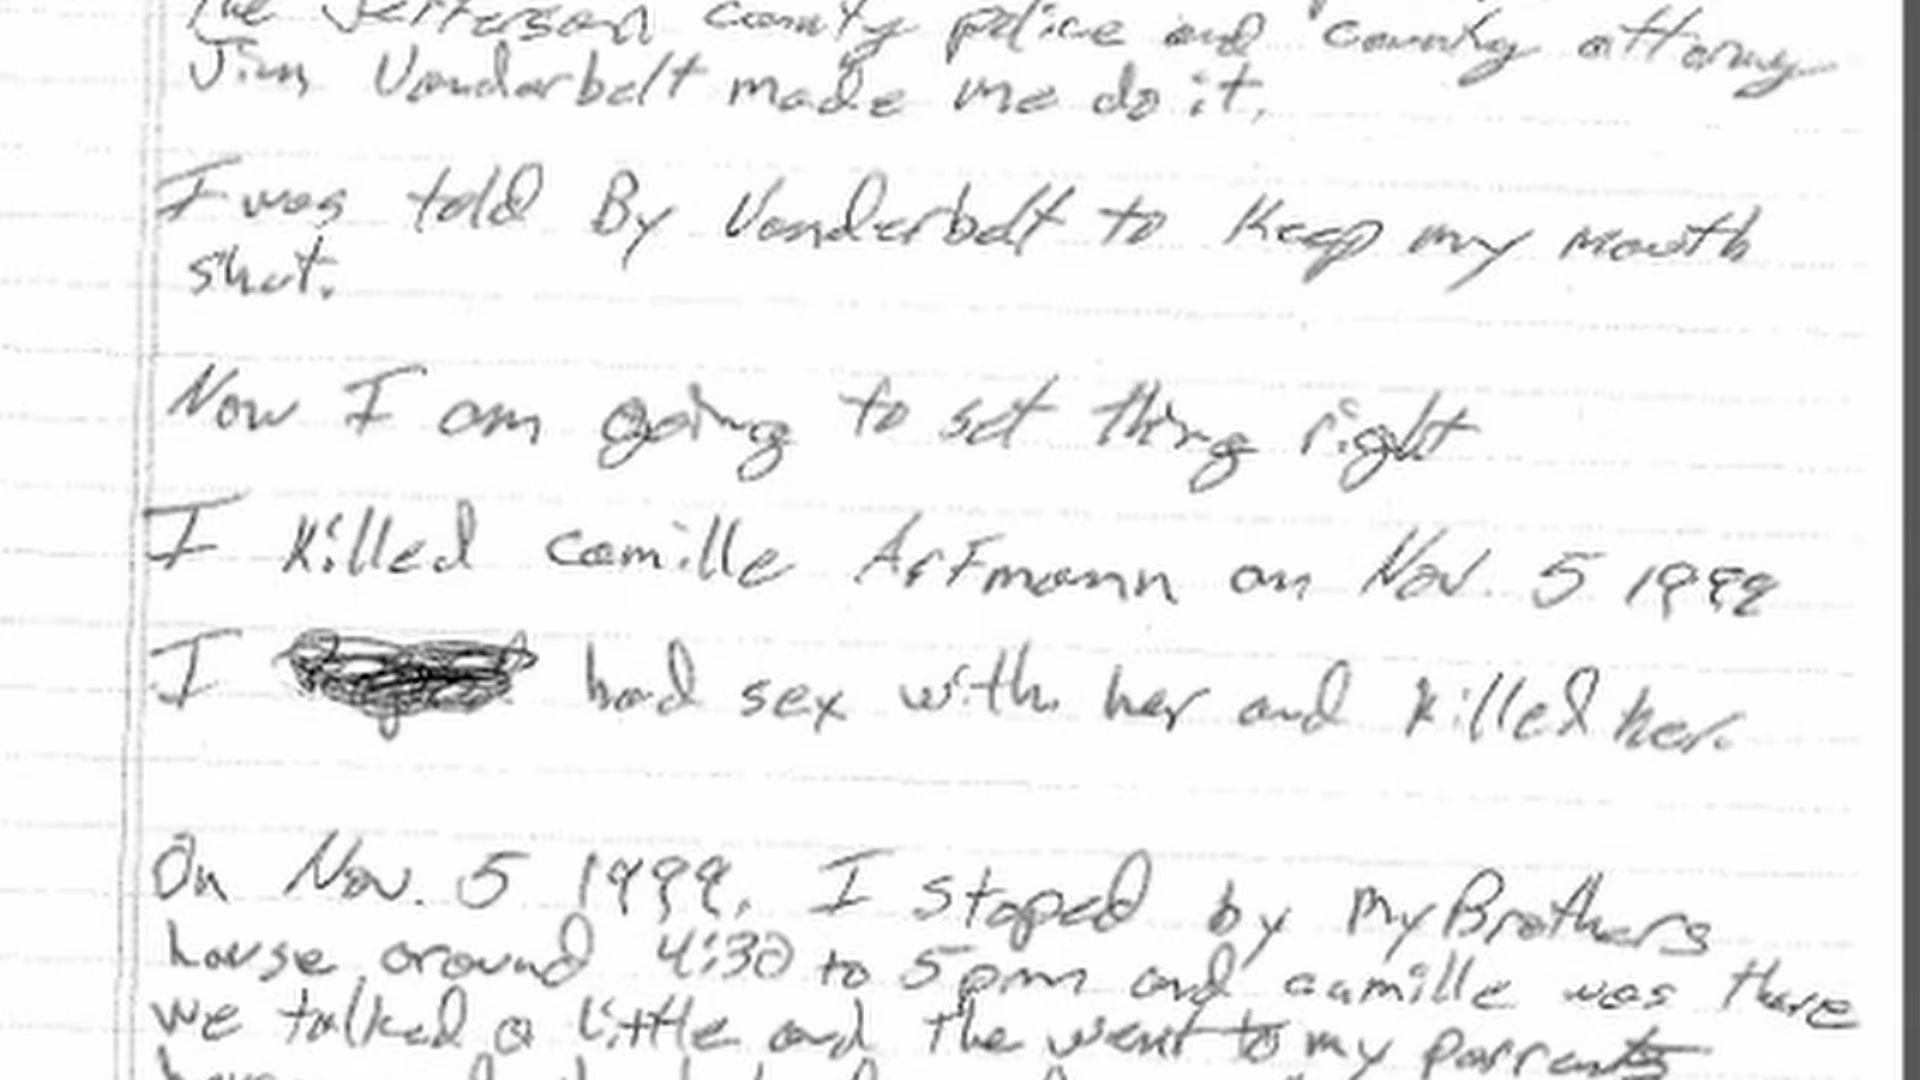 The Jefferson county police and county attorney
Jim Vanderbelt made me do it.
I was told By Vanderbelt to keep my mouth
shut.
Now I am going to set thing right
I killed camille Arfmann on Nov. 5 1999
I had sex with her and killed her.
On Nov. 5 1999, I stoped by my Brothers
house around 4:30 to 5pm and camille was there
we talked a little and the went to my parrents